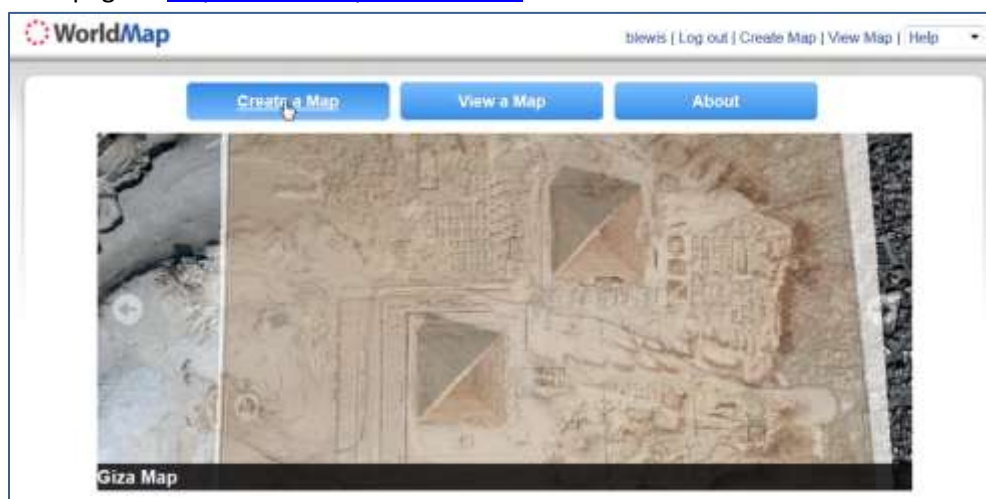 WorldMap
blewis | Log out | Create Map | View Map | Help
Create a Map
View a Map
About
Giza Map